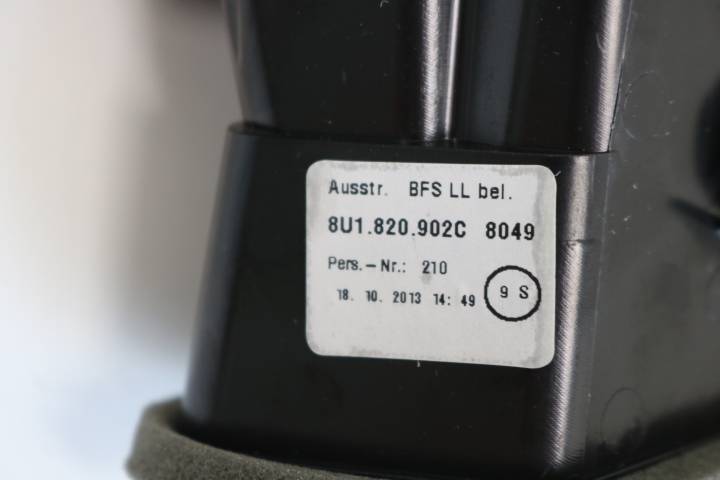 Ausstr. BFS LL bel.
8U1.820.902C 8049
Pers.-Nr.: 210
18. 10. 2013 14: 49 9 S